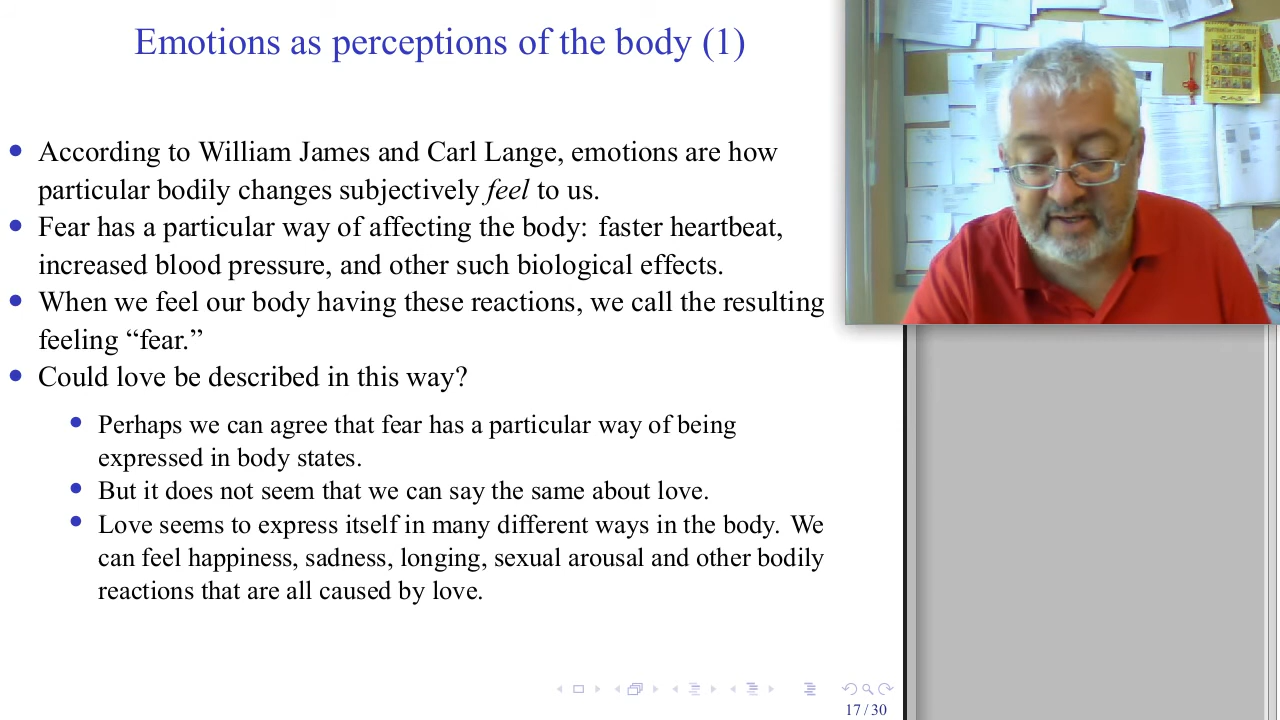 Emotions as perceptions of the body (1)
According to William James and Carl Lange, emotions are how
particular bodily changes subjectively feel to us.
Fear has a particular way of affecting the body: faster heartbeat,
increased blood pressure, and other such biological effects.
When we feel our body having these reactions, we call the resulting
feeling “fear.”
Could love be described in this way?
Perhaps we can agree that fear has a particular way of being
expressed in body states.
But it does not seem that we can say the same about love.
Love seems to express itself in many different ways in the body. We
can feel happiness, sadness, longing, sexual arousal and other bodily
reactions that are all caused by love.
17 / 30